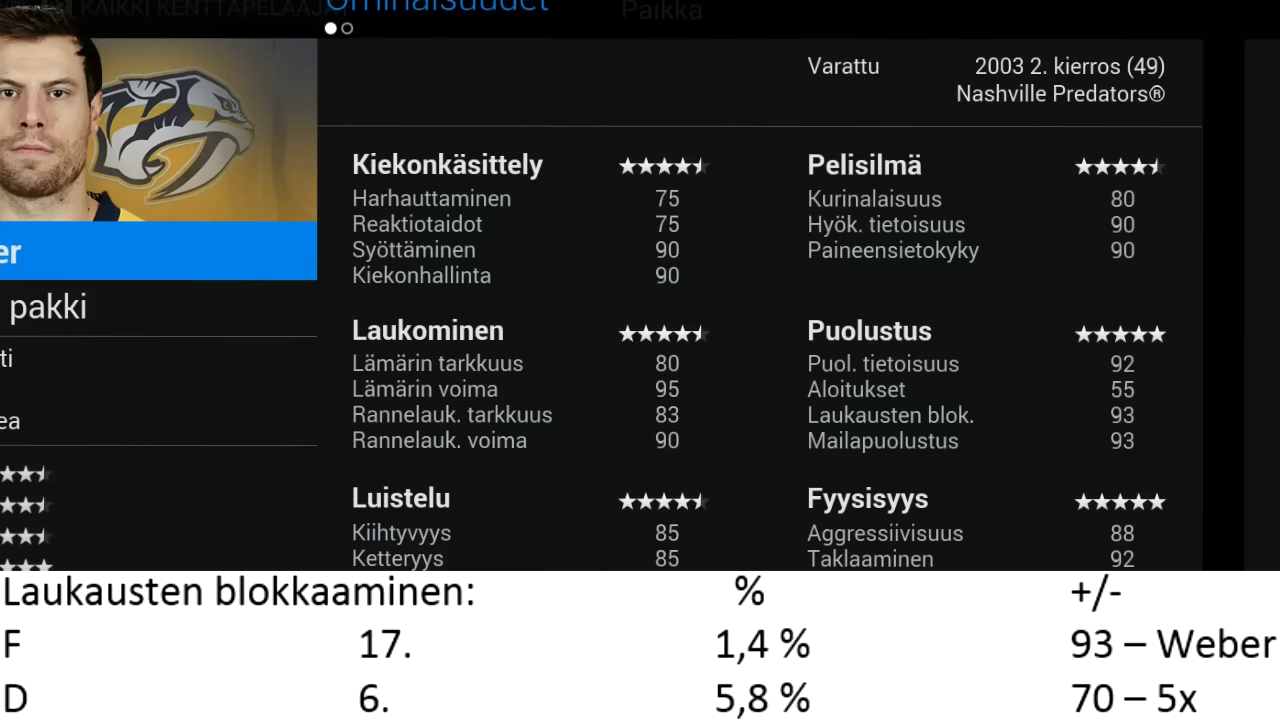 KAIKKI KENTTÄPELAAJAT
Ominaisuudet
Paikka
Varattu 2003 2. kierros (49)
Nashville Predators®
er
pakki
ti
ea
Kiekonkäsittely
Harhauttaminen 75
Reaktiotaidot 75
Syöttäminen 90
Kiekonhallinta 90
Pelisilmä
Kurinalaisuus 80
Hyök. tietoisuus 90
Paineensietokyky 90
Laukominen
Lämärin tarkkuus 80
Lämärin voima 95
Rannelauk. tarkkuus 83
Rannelauk. voima 90
Puolustus
Puol. tietoisuus 92
Aloitukset 55
Laukausten blok. 93
Mailapuolustus 93
Luistelu
Kiihtyvyys 85
Ketteryys 85
Fyysisyys
Aggressiivisuus 88
Taklaaminen 92
Laukausten blokkaaminen: % +/-
F 17. 1,4 % 93 – Weber
D 6. 5,8 % 70 – 5x